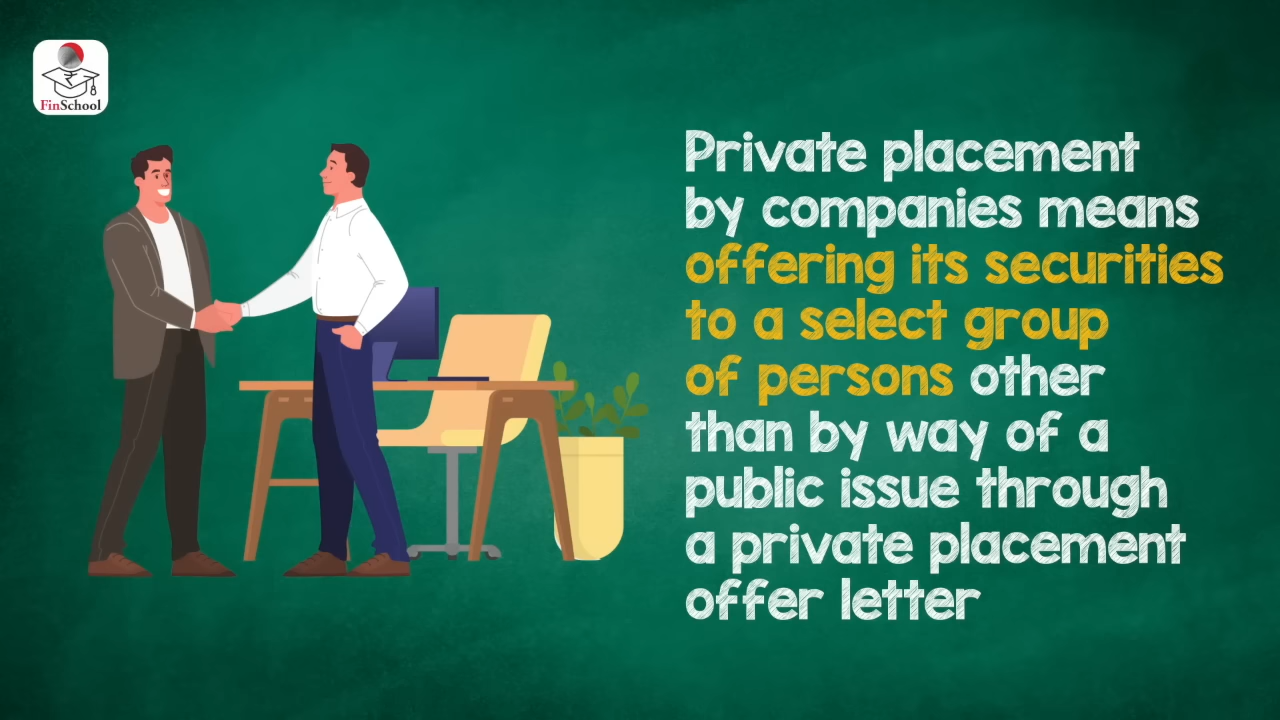 FinSchool
Private placement
by companies means
offering its securities
to a select group
of persons other
than by way of a
public issue through
a private placement
offer letter